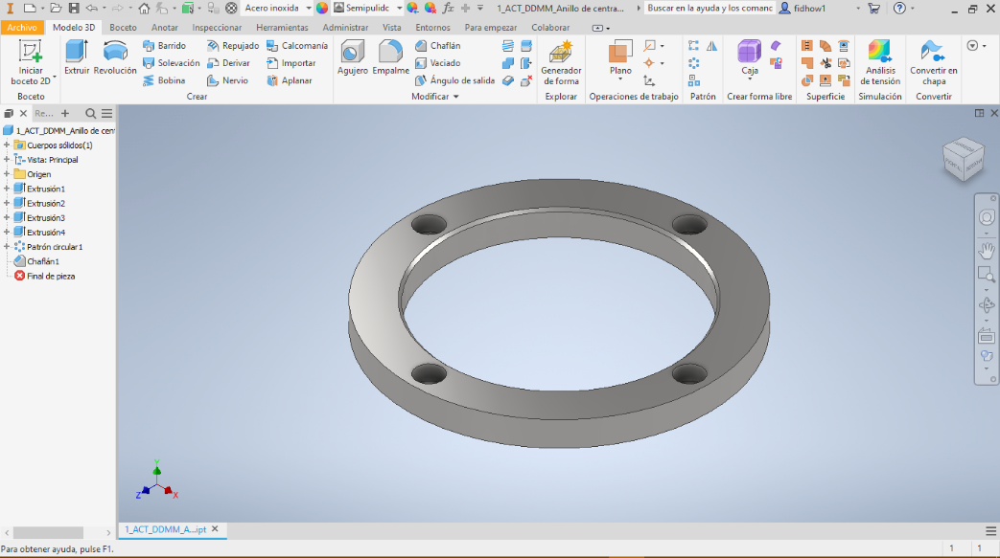 Acero inoxida
Semipulidc
1_ACT_DDMM_Anillo de centra...
Buscar en la ayuda y los comanc
fidhow1
Archivo Modelo 3D Boceto Anotar Inspeccionar Herramientas Administrar Vista Entornos Para empezar Colaborar
Iniciar
boceto 2D
Boceto
Extruir
Revolución
Barrido
Solevación
Bobina
Repujado
Derivar
Nervio
Calcomanía
Importar
Aplanar
Crear
Agujero
Empalme
Chaflán
Vaciado
Ángulo de salida
Modificar
Generador
de forma
Explorar
Plano
Operaciones de trabajo
Patrón
Caja
Crear forma libre
Superficie
Análisis
de tensión
Simulación
Convertir en
chapa
Convertir
Re...
1_ACT_DDMM_Anillo de cen
Cuerpos sólidos(1)
Vista: Principal
Origen
Extrusión1
Extrusión2
Extrusión3
Extrusión4
Patrón circular1
Chaflán1
Final de pieza
Y
Z
X
1_ACT_DDMM_A...ipt
Para obtener ayuda, pulse F1.
1 1